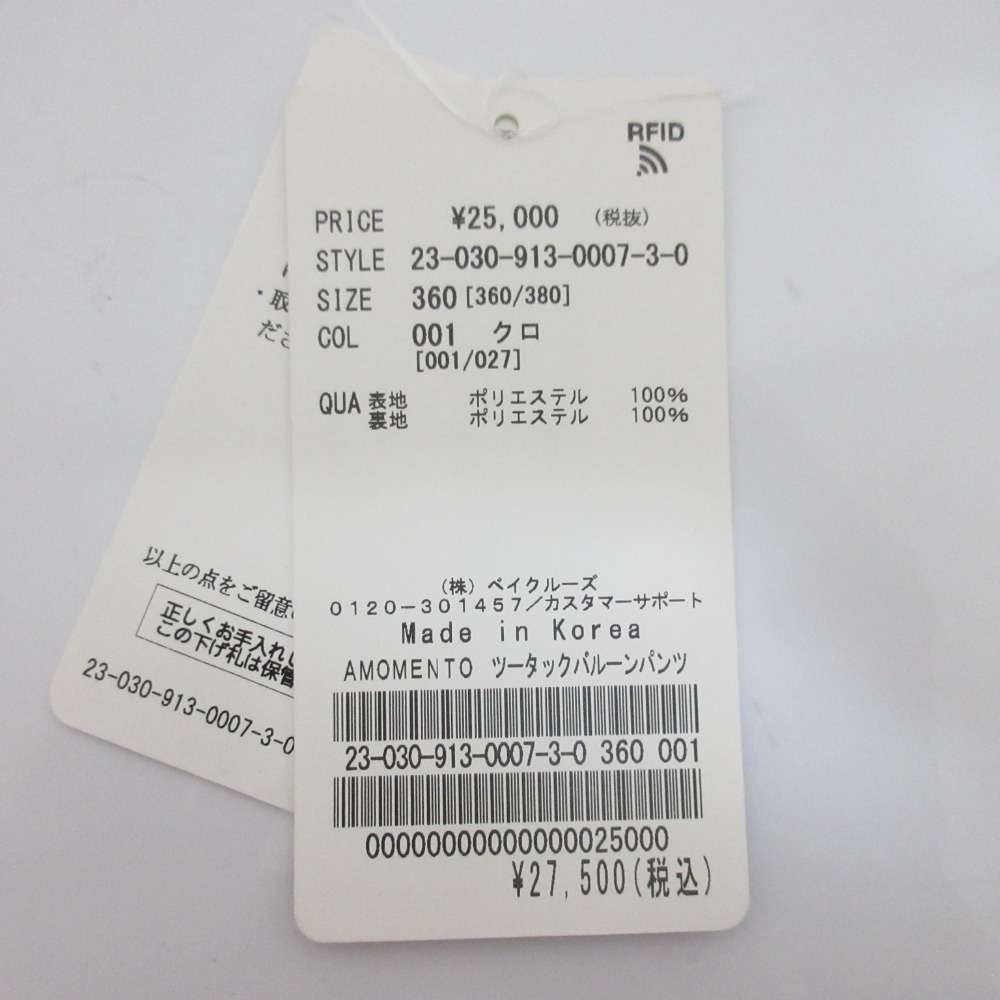 RFID
PRICE ¥25,000 (税抜)
STYLE 23-030-913-0007-3-0
SIZE 360 [360/380]
COL 001 クロ
[001/027]
QUA 表地 ポリエステル 100%
裏地 ポリエステル 100%
(株) ベイクルーズ
0120-301457/カスタマーサポート
Made in Korea
AMOMENTO ツータックバルーンパンツ
23-030-913-0007-3-0 360 001
00000000000000025000
¥27,500(税込)
・取
ださ
以上の点をご留意
正しくお手入れし
この下げ札は保管
23-030-913-0007-3-0